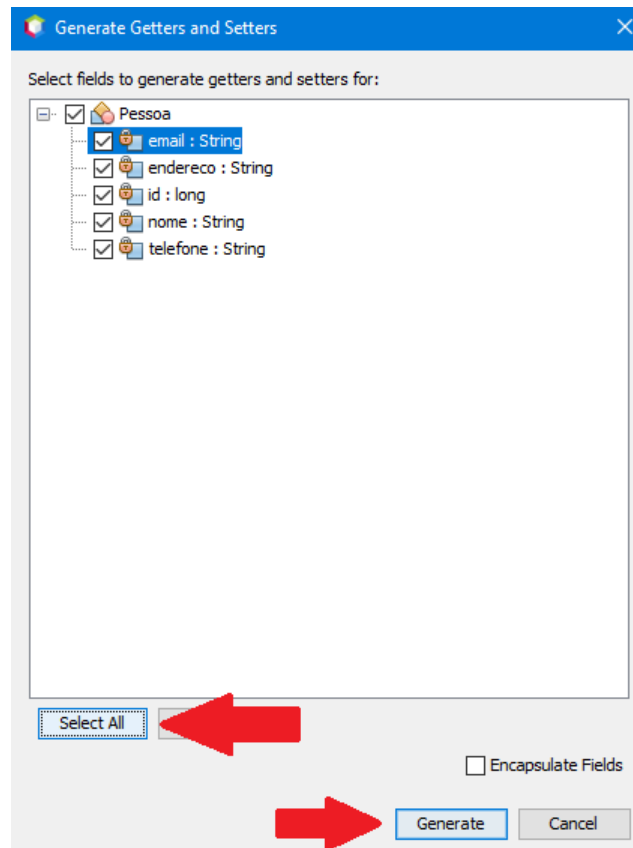 Generate Getters and Setters
Select fields to generate getters and setters for:
Pessoa
email : String
endereco : String
id : long
nome : String
telefone : String
Select All
Encapsulate Fields
Generate Cancel